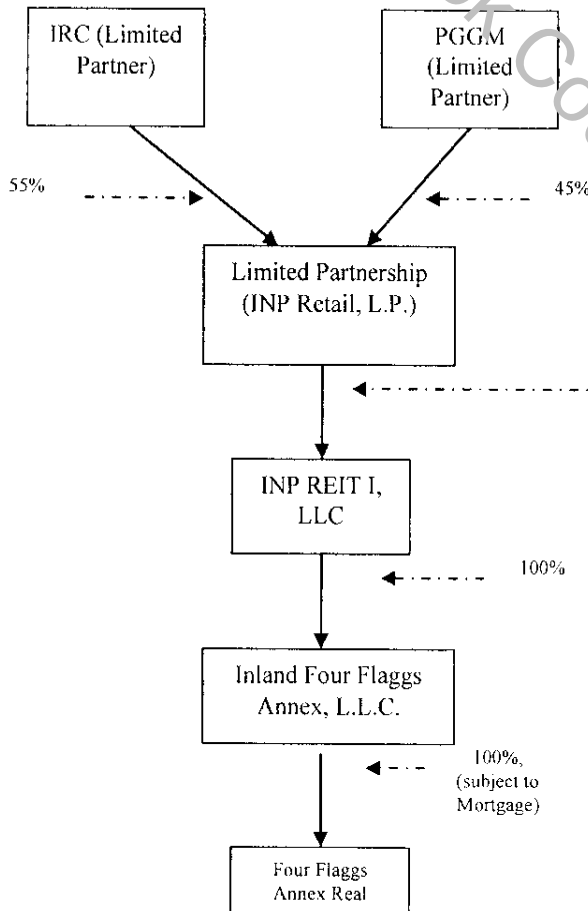 IRC (Limited
Partner)
PGGM
(Limited
Partner)
55%
45%
Limited Partnership
(INP Retail, L.P.)
INP REIT I,
LLC
100%
Inland Four Flaggs
Annex, L.L.C.
100%,
(subject to
Mortgage)
Four Flaggs
Annex Real